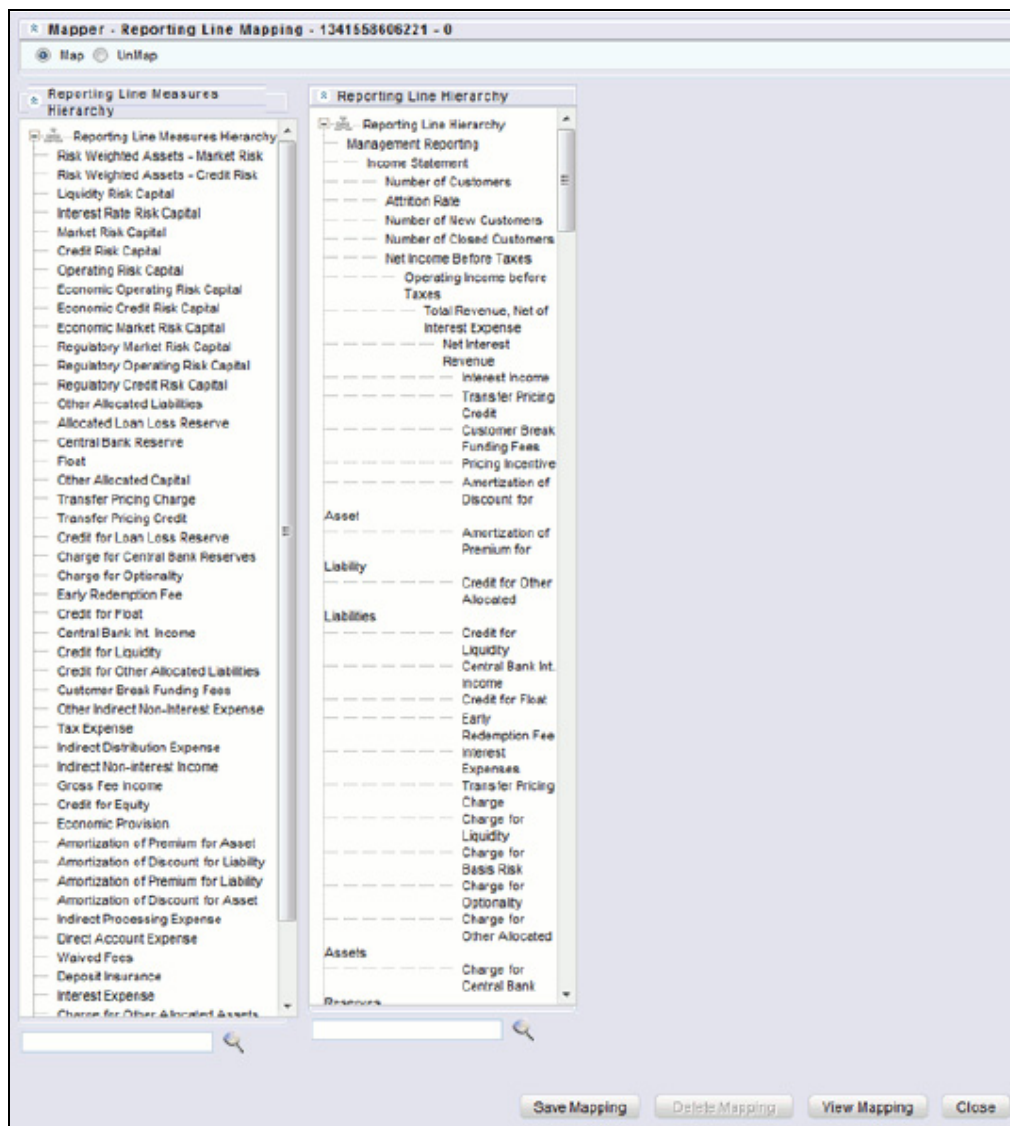 Mapper - Reporting Line Mapping - 1341558606221 - 0
Map
UnMap
Reporting Line Measures
Hierarchy
Reporting Line Measures Hierarchy
Risk Weighted Assets - Market Risk
Risk Weighted Assets - Credit Risk
Liquidity Risk Capital
Interest Rate Risk Capital
Market Risk Capital
Credit Risk Capital
Operating Risk Capital
Economic Operating Risk Capital
Economic Credit Risk Capital
Economic Market Risk Capital
Regulatory Market Risk Capital
Regulatory Operating Risk Capital
Regulatory Credit Risk Capital
Other Allocated Liabilities
Allocated Loan Loss Reserve
Central Bank Reserve
Float
Other Allocated Capital
Transfer Pricing Charge
Transfer Pricing Credit
Credit for Loan Loss Reserve
Charge for Central Bank Reserves
Charge for Optionality
Early Redemption Fee
Credit for Float
Central Bank Int. Income
Credit for Liquidity
Credit for Other Allocated Liabilities
Customer Break Funding Fees
Other Indirect Non-Interest Expense
Tax Expense
Indirect Distribution Expense
Indirect Non-interest Income
Gross Fee Income
Credit for Equity
Economic Provision
Amortization of Premium for Asset
Amortization of Discount for Liability
Amortization of Premium for Liability
Amortization of Discount for Asset
Indirect Processing Expense
Direct Account Expense
Waived Fees
Deposit Insurance
Interest Expense
Charge for Other Allocated Assets
Reporting Line Hierarchy
Reporting Line Hierarchy
Management Reporting
Income Statement
Number of Customers
Attrition Rate
Number of New Customers
Number of Closed Customers
Net Income Before Taxes
Operating Income before
Taxes
Total Revenue, Net of
Interest Expense
Net Interest
Revenue
Interest Income
Transfer Pricing
Credit
Customer Break
Funding Fees
Pricing Incentive
Amortization of
Discount for
Asset
Amortization of
Premium for
Liability
Credit for Other
Allocated
Liabilities
Credit for
Liquidity
Central Bank Int.
Income
Credit for Float
Early
Redemption Fee
Interest
Expenses
Transfer Pricing
Charge
Charge for
Liquidity
Charge for
Basis Risk
Charge for
Optionality
Charge for
Other Allocated
Assets
Charge for
Central Bank
Reserves
Save Mapping
Delete Mapping
View Mapping
Close